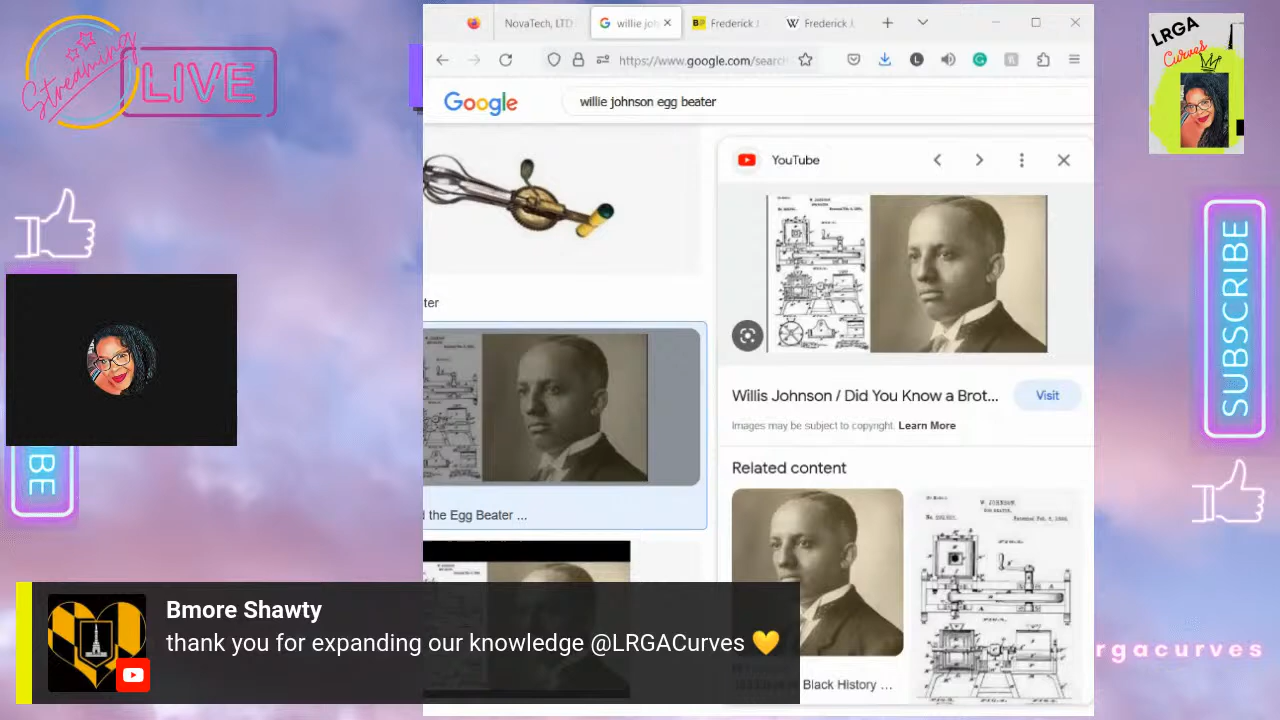 Streaming
LIVE
NovaTech, LTD
willie joh
Frederick J
Frederick J.
https://www.google.com/search
Google
willie johnson egg beater
LRGA
Curves
YouTube
ter
Willis Johnson / Did You Know a Brot...
Visit
Images may be subject to copyright. Learn More
Related content
d the Egg Beater ...
W. JOHNSON
SUBSCRIBE
BE
Black History ...
Bmore Shawty
thank you for expanding our knowledge @LRGACurves 💛
rgacurves